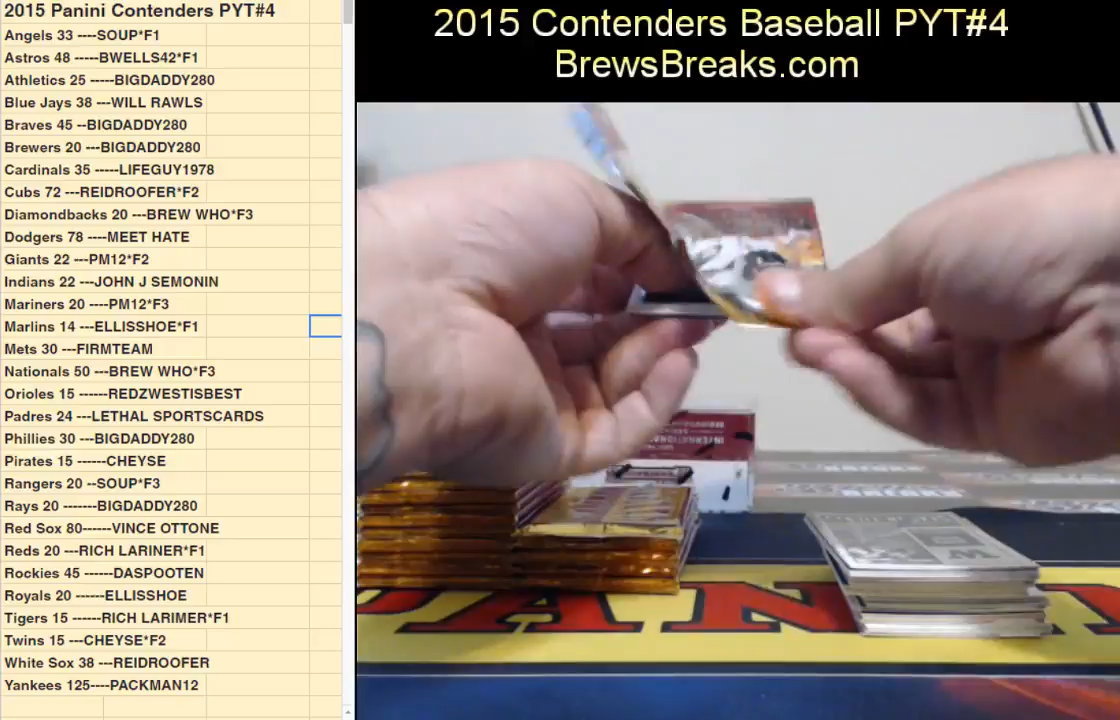 2015 Panini Contenders PYT#4
Angels 33 ----SOUP*F1
Astros 48 -----BWELLS42*F1
Athletics 25 -----BIGDADDY280
Blue Jays 38 ---WILL RAWLS
Braves 45 --BIGDADDY280
Brewers 20 ---BIGDADDY280
Cardinals 35 -----LIFEGUY1978
Cubs 72 ---REIDROOFER*F2
Diamondbacks 20 ---BREW WHO*F3
Dodgers 78 ----MEET HATE
Giants 22 ---PM12*F2
Indians 22 ---JOHN J SEMONIN
Mariners 20 ----PM12*F3
Marlins 14 ---ELLISSHOE*F1
Mets 30 ---FIRMTEAM
Nationals 50 ---BREW WHO*F3
Orioles 15 ------REDZWESTISBEST
Padres 24 ---LETHAL SPORTSCARDS
Phillies 30 ---BIGDADDY280
Pirates 15 ------CHEYSE
Rangers 20 --SOUP*F3
Rays 20 -------BIGDADDY280
Red Sox 80------VINCE OTTONE
Reds 20 ---RICH LARINER*F1
Rockies 45 ------DASPOOTEN
Royals 20 ------ELLISSHOE
Tigers 15 ------RICH LARIMER*F1
Twins 15 ---CHEYSE*F2
White Sox 38 ---REIDROOFER
Yankees 125----PACKMAN12
2015 Contenders Baseball PYT#4
BrewsBreaks.com
INTERNATIONAL
PANINI